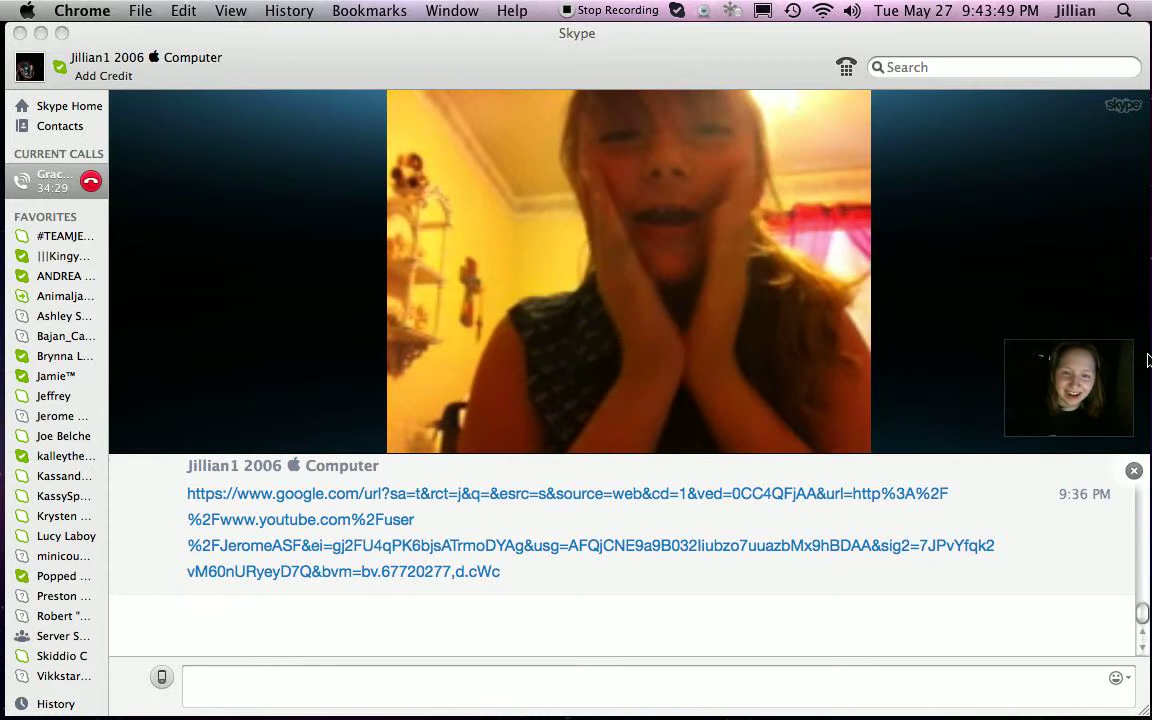 Chrome File Edit View History Bookmarks Window Help Stop Recording Tue May 27 9:43:49 PM Jillian
Skype
Jillian1 2006 Computer
Add Credit
Search
skype
Skype Home
Contacts
CURRENT CALLS
Grac...
34:29
FAVORITES
#TEAMJE...
|||Kingy...
ANDREA ...
Animalja...
Ashley S...
Bajan_Ca...
Brynna L...
Jamie™
Jeffrey
Jerome ...
Joe Belche
kalleythe...
Kassand...
KassySp...
Krysten ...
Lucy Laboy
minicou...
Popped ...
Preston ...
Robert "...
Server S...
Skiddio C
Vikkstar...
History
Jillian1 2006 Computer
https://www.google.com/url?sa=t&rct=j&q=&esrc=s&source=web&cd=1&ved=0CC4QFjAA&url=http%3A%2F 9:36 PM
%2Fwww.youtube.com%2Fuser
%2FJeromeASF&ei=gj2FU4qPK6bjsATrmoDYAg&usg=AFQjCNE9a9B032Iiubzo7uuazbMx9hBDAA&sig2=7JPvYfqk2
vM60nURyeyD7Q&bvm=bv.67720277,d.cWc